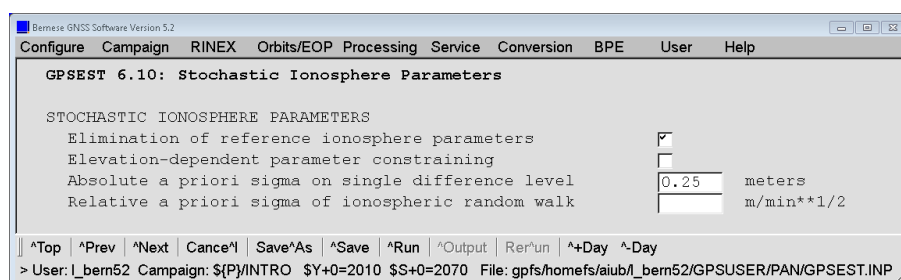 Bernese GNSS Software Version 5.2
Configure Campaign RINEX Orbits/EOP Processing Service Conversion BPE User Help
GPSEST 6.10: Stochastic Ionosphere Parameters
STOCHASTIC IONOSPHERE PARAMETERS
Elimination of reference ionosphere parameters
Elevation-dependent parameter constraining
Absolute a priori sigma on single difference level 0.25 meters
Relative a priori sigma of ionospheric random walk m/min**1/2
^Top ^Prev ^Next Cance^l Save^As ^Save ^Run ^Output Rer^un ^+Day ^-Day
> User: l_bern52 Campaign: ${P}/INTRO $Y+0=2010 $S+0=2070 File: gpfs/homefs/aiub/l_bern52/GPSUSER/PAN/GPSEST.INP